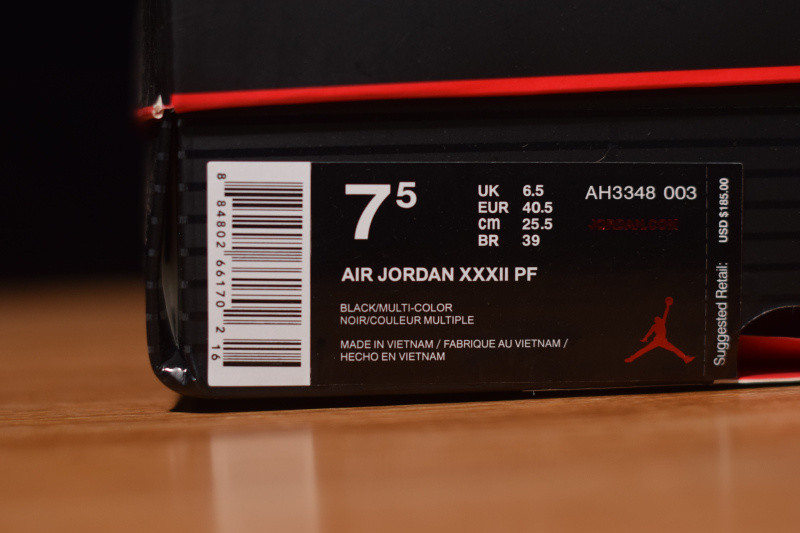 8 84802 66170 2 16
7⁵
UK 6.5
EUR 40.5
cm 25.5
BR 39
AH3348 003
JORDAN.COM
AIR JORDAN XXXII PF
BLACK/MULTI-COLOR
NOIR/COULEUR MULTIPLE
MADE IN VIETNAM / FABRIQUE AU VIETNAM /
HECHO EN VIETNAM
Suggested Retail: USD $185.00